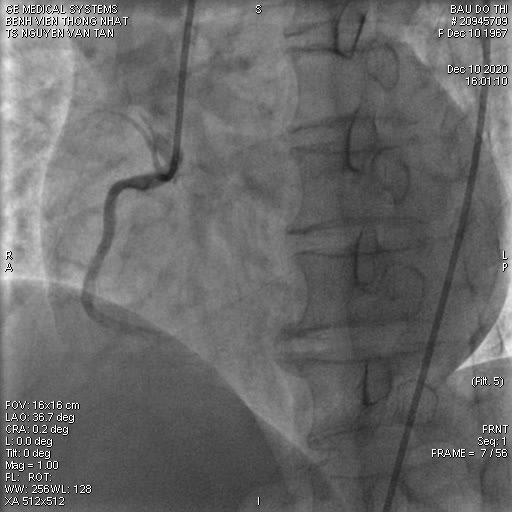 GE MEDICAL SYSTEMS
BENH VIEN THONG NHAT
TS NGUYEN VAN TAN
S
BAU DO THI
# 20945709
F Dec 10 1967
Dec 10 2020
16:01:10
R
A
L
P
(Filt. 5)
FOV: 16x16 cm
LAO: 36.7 deg
CRA: 0.2 deg
L: 0.0 deg
Tilt: 0 deg
Mag = 1.00
FL: ROT:
WW: 256WL: 128
XA 512x512
I
FRNT
Seq: 1
FRAME = 7 / 56